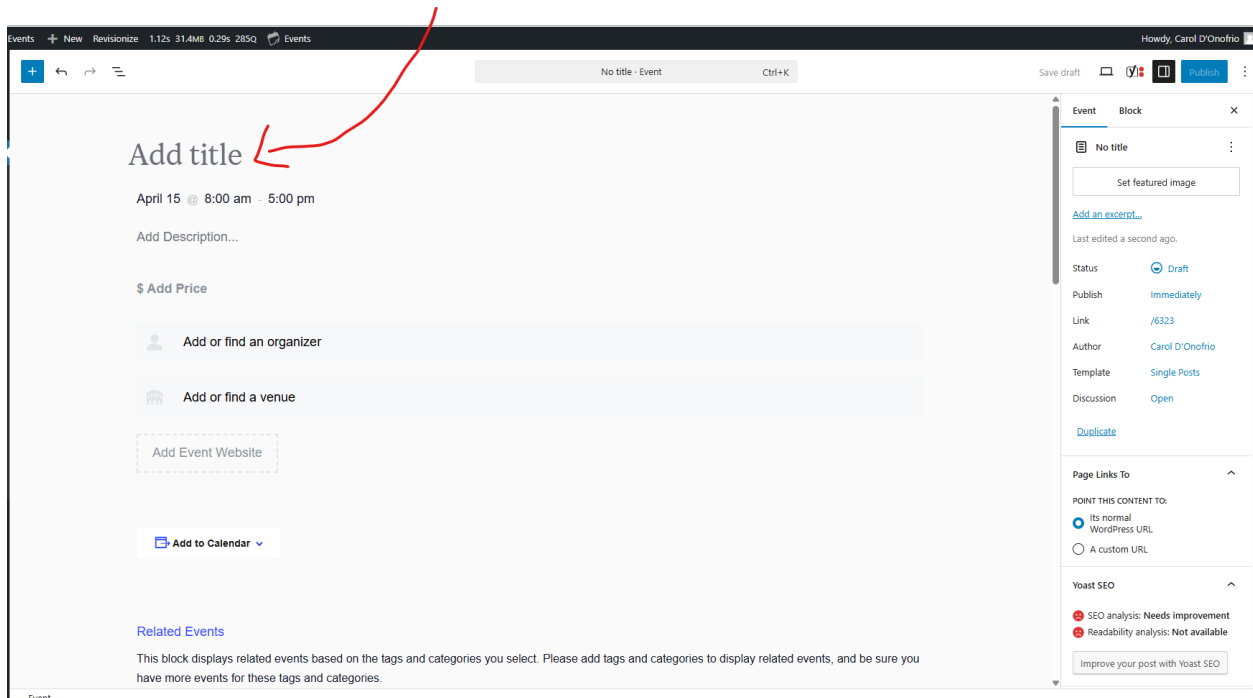 Events + New Revisionize 1.12s 31.4MB 0.29s 285Q Events Howdy, Carol D'Onofrio
No title · Event Ctrl+K Save draft Publish
Add title
April 15 @ 8:00 am - 5:00 pm
Add Description...
$ Add Price
Add or find an organizer
Add or find a venue
Add Event Website
Add to Calendar
Related Events
This block displays related events based on the tags and categories you select. Please add tags and categories to display related events, and be sure you
have more events for these tags and categories.
Event
Event Block
No title
Set featured image
Add an excerpt...
Last edited a second ago.
Status Draft
Publish Immediately
Link /6323
Author Carol D'Onofrio
Template Single Posts
Discussion Open
Duplicate
Page Links To
POINT THIS CONTENT TO:
Its normal
WordPress URL
A custom URL
Yoast SEO
SEO analysis: Needs improvement
Readability analysis: Not available
Improve your post with Yoast SEO